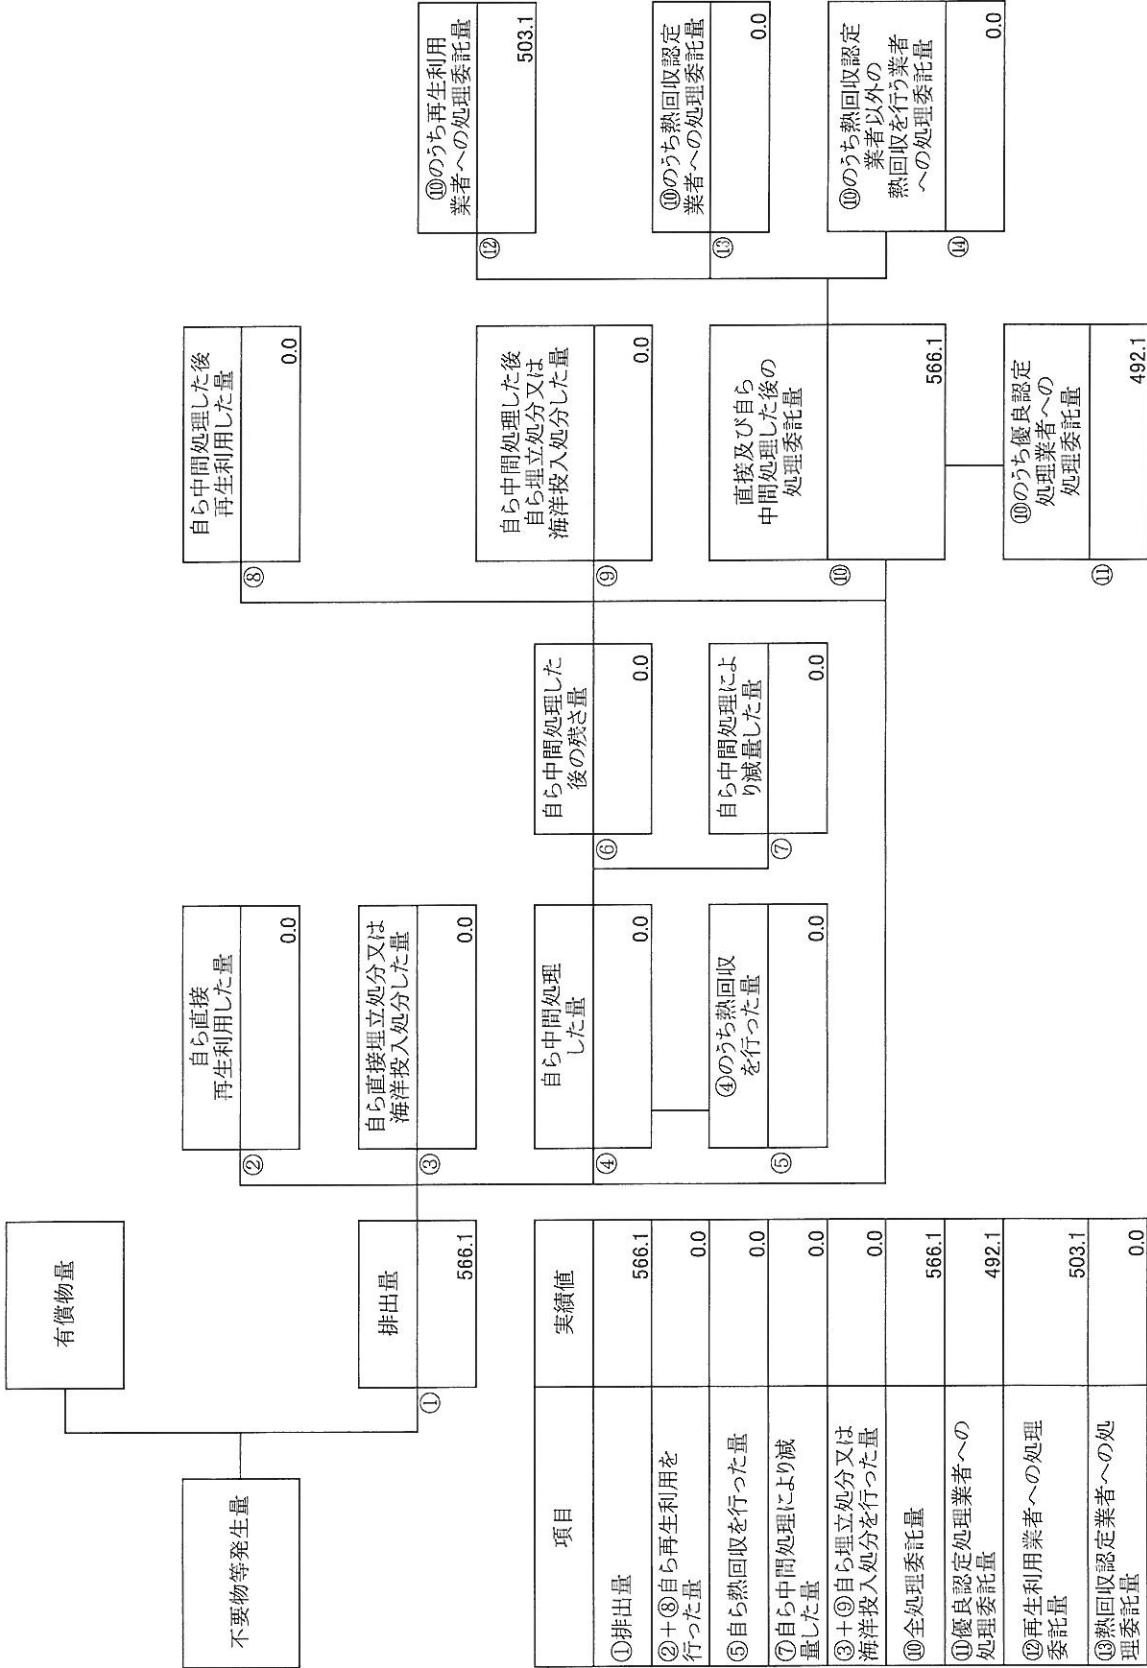 不要物等発生量
有償物量
①
排出量
566.1
②
自ら直接
再生利用した量
0.0
③
自ら直接埋立処分又は
海洋投入処分した量
0.0
④
自ら中間処理
した量
0.0
⑤
④のうち熱回収
を行った量
0.0
⑥
自ら中間処理した
後の残さ量
0.0
⑦
自ら中間処理によ
り減量した量
0.0
⑧
自ら中間処理した後
再生利用した量
0.0
⑨
自ら中間処理した後
自ら埋立処分又は
海洋投入処分した量
0.0
⑩
直接及び自ら
中間処理した後の
処理委託量
566.1
⑪
⑩のうち優良認定
処理業者への
処理委託量
492.1
⑫
⑩のうち再生利用
業者への処理委託量
503.1
⑬
⑩のうち熱回収認定
業者への処理委託量
0.0
⑭
⑩のうち熱回収認定
業者以外の
熱回収を行う業者
への処理委託量
0.0
項目 実績値
①排出量 566.1
②+⑧自ら再生利用を
行った量 0.0
⑤自ら熱回収を行った量 0.0
⑦自ら中間処理により減
量した量 0.0
③+⑨自ら埋立処分又は
海洋投入処分を行った量 0.0
⑩全処理委託量 566.1
⑪優良認定処理業者への
処理委託量 492.1
⑫再生利用業者への処理
委託量 503.1
⑬熱回収認定業者への処
理委託量 0.0